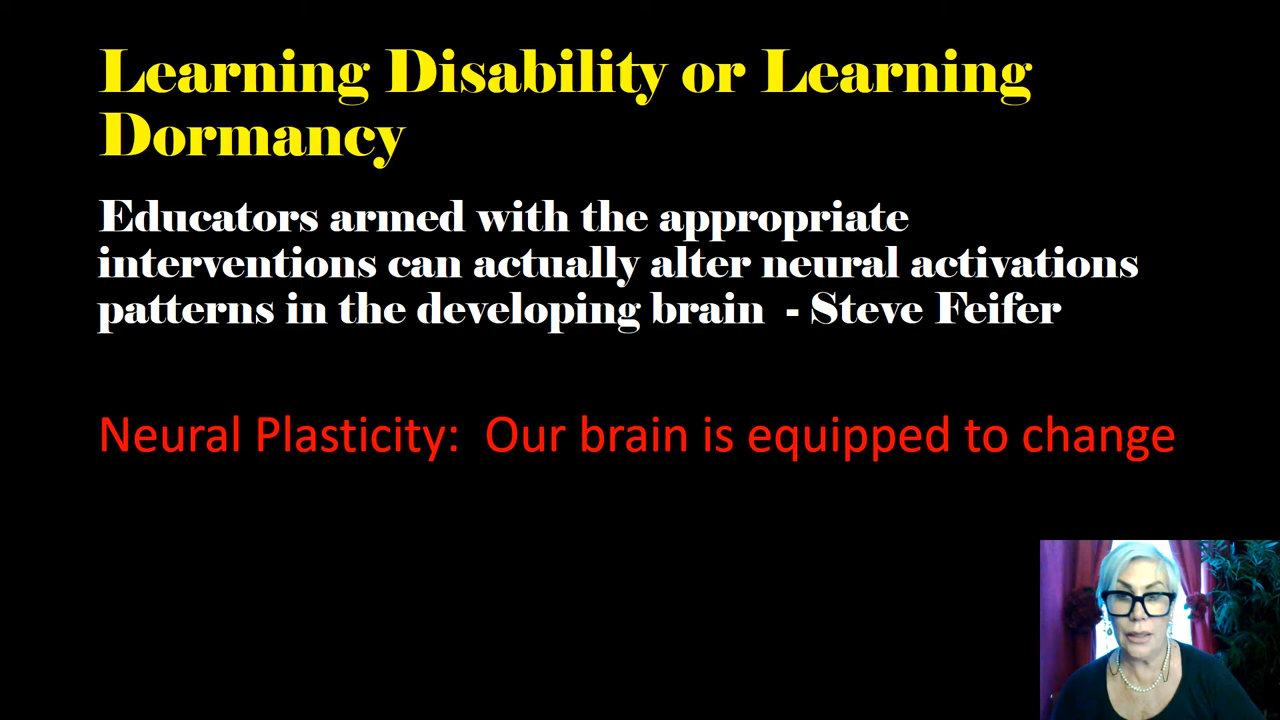 Learning Disability or Learning
Dormancy
Educators armed with the appropriate
interventions can actually alter neural activations
patterns in the developing brain - Steve Feifer
Neural Plasticity: Our brain is equipped to change